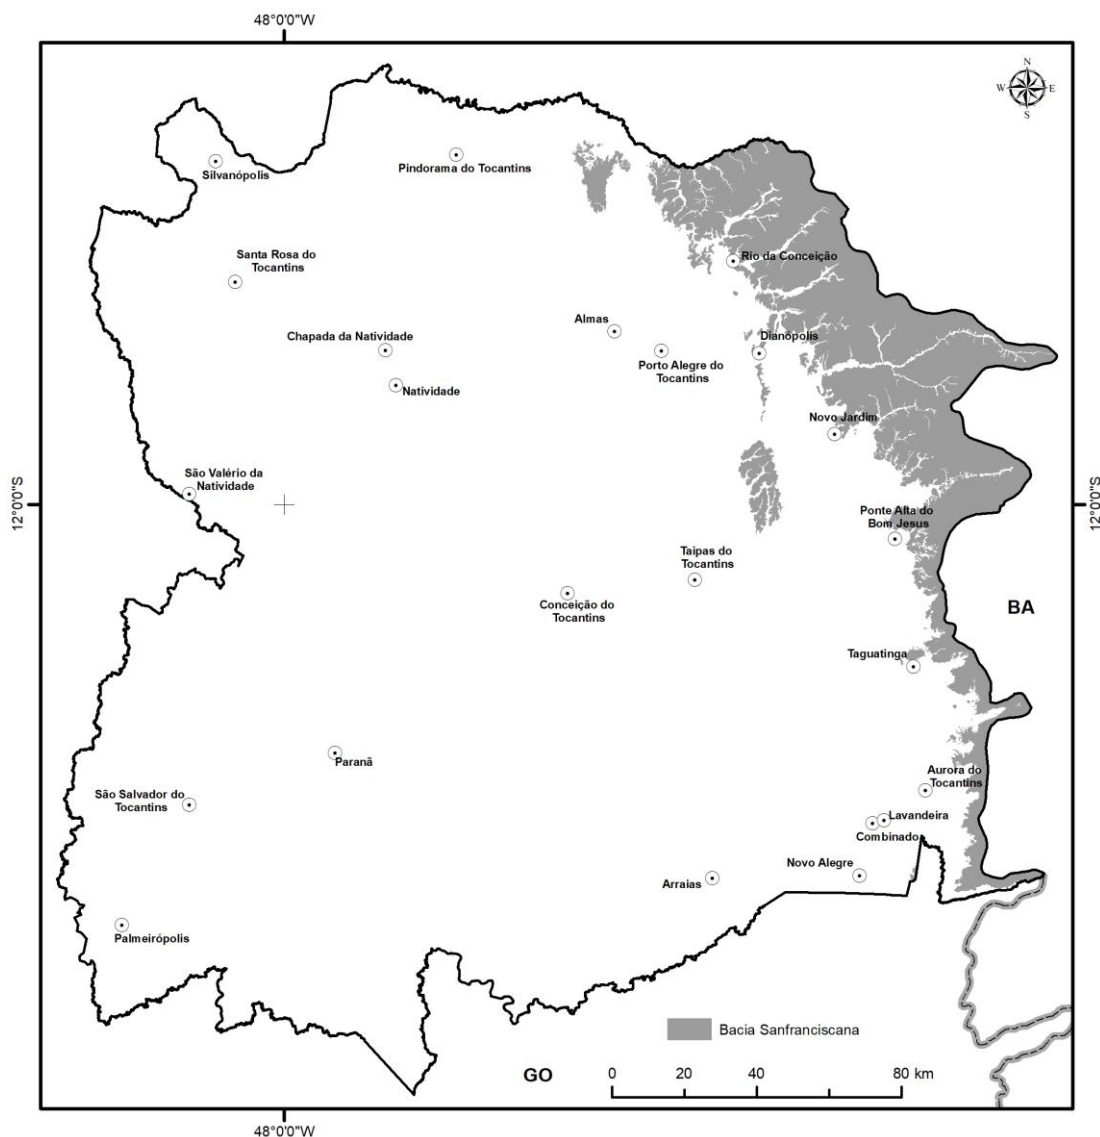 48°0'0"W
N
W
E
S
Silvanópolis
Pindorama do Tocantins
Santa Rosa do
Tocantins
Rio da Conceição
Almas
Chapada da Natividade
Dianópolis
Porto Alegre do
Tocantins
Natividade
Novo Jardim
São Valério da
Natividade
12°0'0"S
12°0'0"S
Ponte Alta do
Bom Jesus
Taipas do
Tocantins
Conceição do
Tocantins
BA
Taguatinga
Paranã
Aurora do
Tocantins
São Salvador do
Tocantins
Lavandeira
Combinado
Novo Alegre
Arraias
Palmeirópolis
Bacia Sanfranciscana
GO
0 20 40 80 km
48°0'0"W